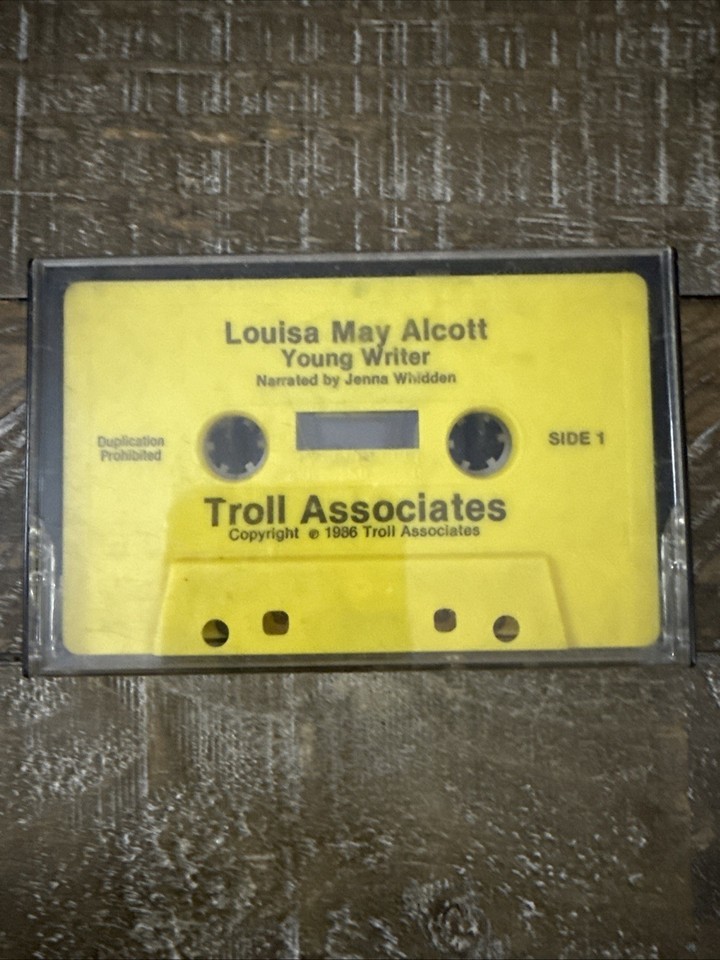 Louisa May Alcott
Young Writer
Narrated by Jenna Whidden
Duplication
Prohibited
SIDE 1
Troll Associates
Copyright ℗ 1986 Troll Associates